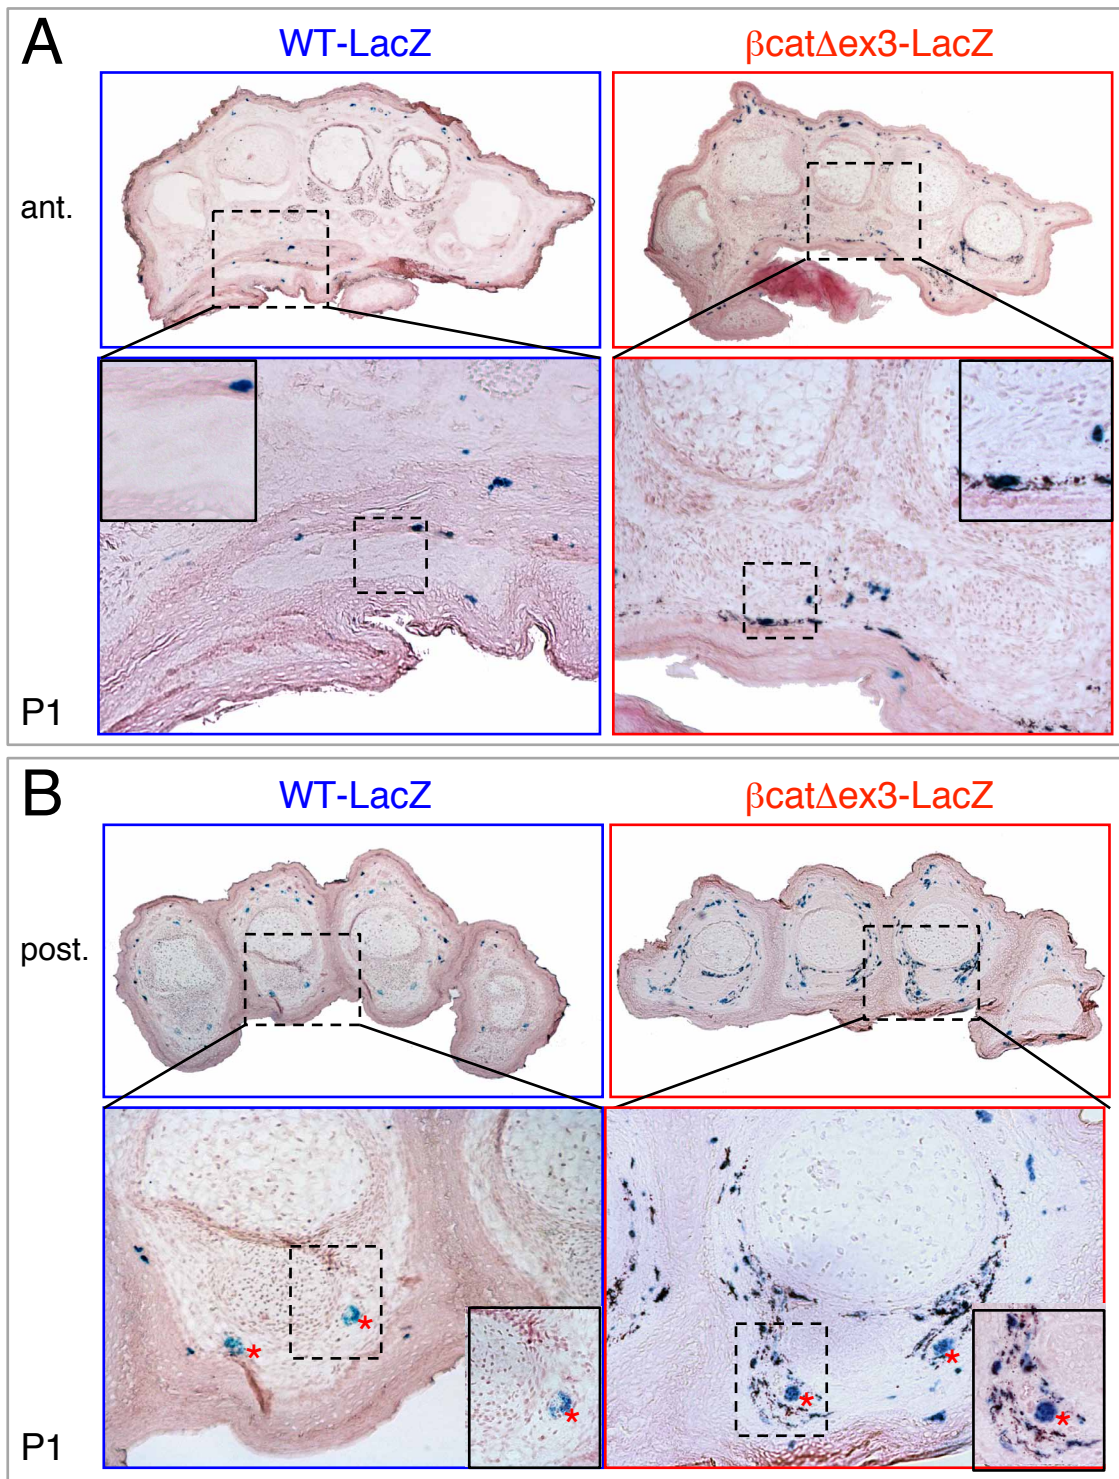 A
WT-LacZ
βcatΔex3-LacZ
ant.
P1
B
WT-LacZ
βcatΔex3-LacZ
post.
*
*
*
*
*
*
P1